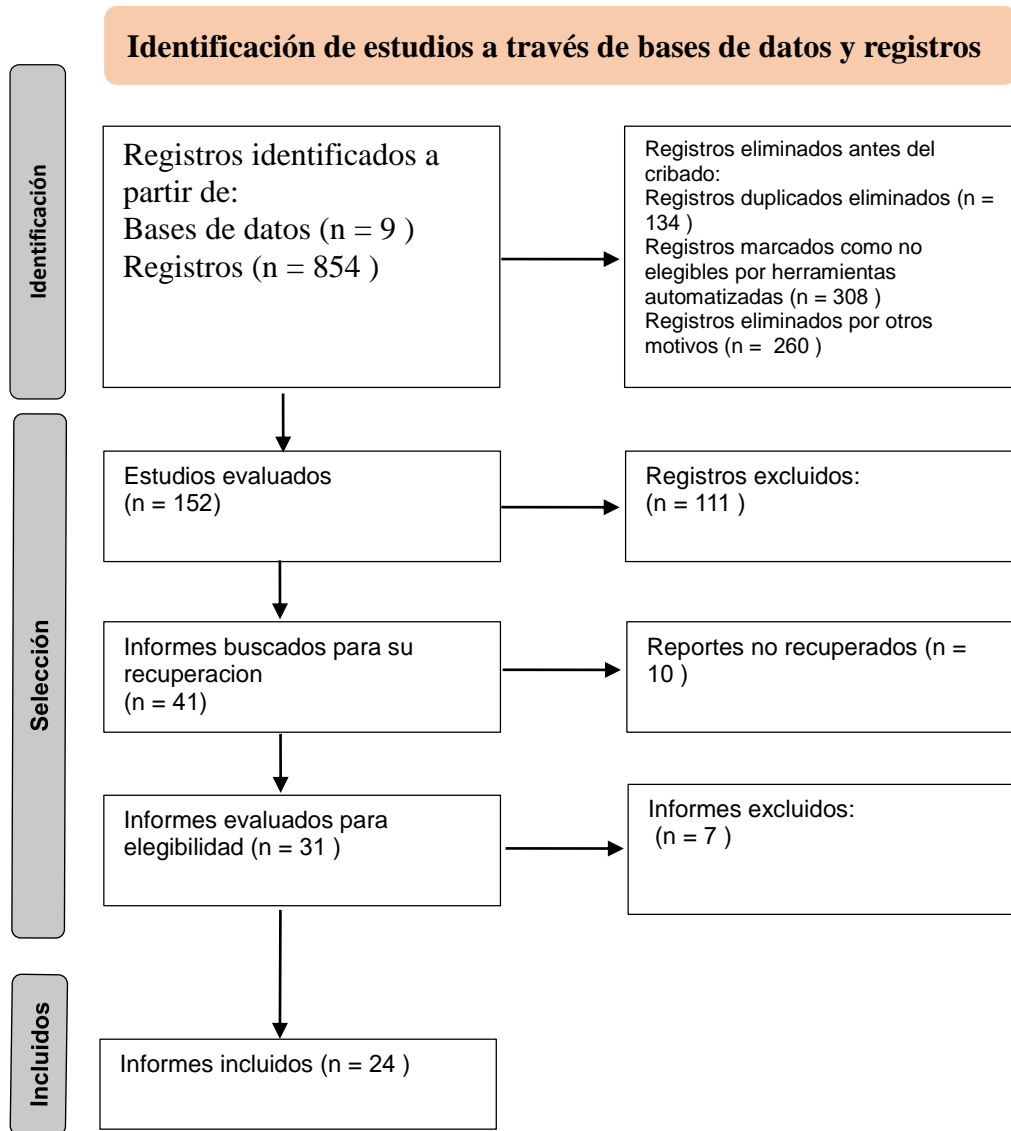 Identificación de estudios a través de bases de datos y registros
Identificación
Registros identificados a
partir de:
Bases de datos (n = 9 )
Registros (n = 854 )
Registros eliminados antes del
cribado:
Registros duplicados eliminados (n =
134 )
Registros marcados como no
elegibles por herramientas
automatizadas (n = 308 )
Registros eliminados por otros
motivos (n =  260 )
Selección
Estudios evaluados
(n = 152)
Registros excluidos:
(n = 111 )
Informes buscados para su
recuperacion
(n = 41)
Reportes no recuperados (n =
10 )
Informes evaluados para
elegibilidad (n = 31 )
Informes excluidos:
(n = 7 )
Incluidos
Informes incluidos (n = 24 )